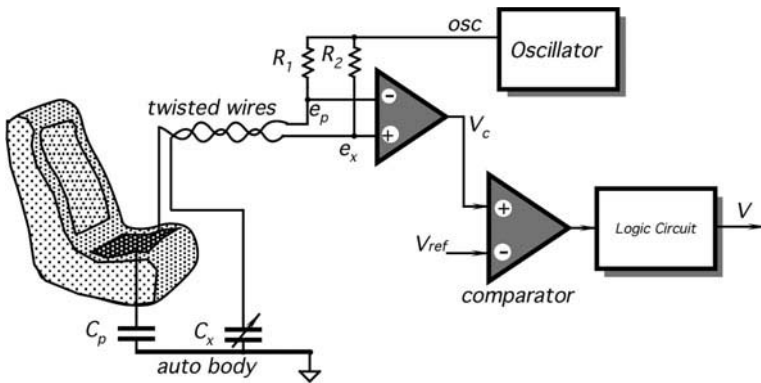 osc
Oscillator
R1
R2
twisted wires
ep
-
+
ex
Vc
+
Vref
-
Logic Circuit
V
comparator
Cp
Cx
auto body